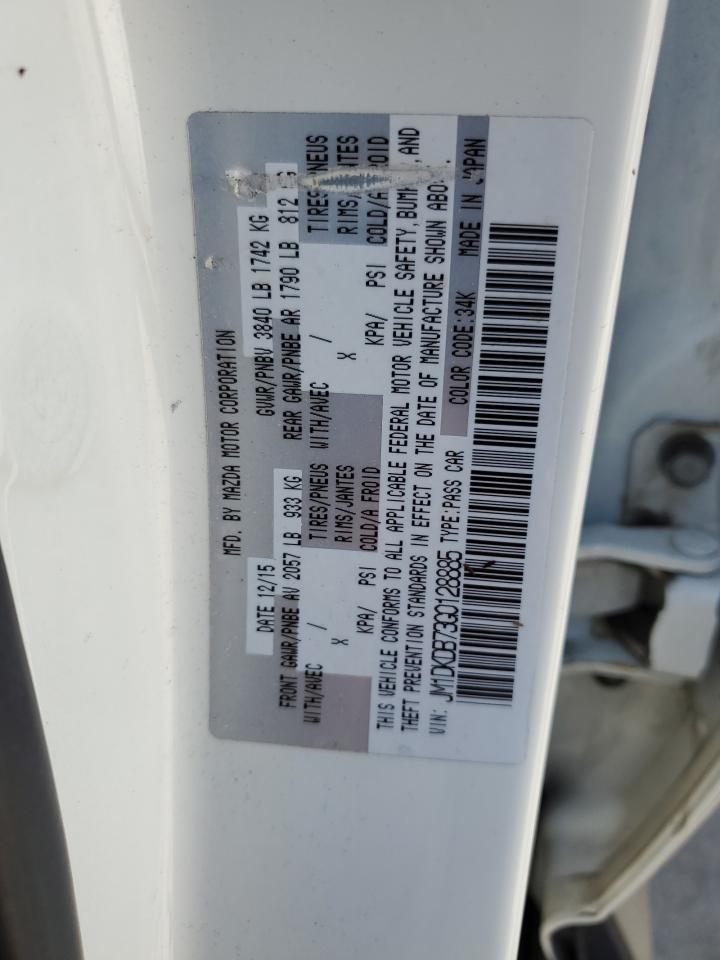 MFD. BY MAZDA MOTOR CORPORATION
DATE 12/15 GVWR/PNBV 3840 LB 1742 KG
FRONT GAWR/PNBE AV 2057 LB 933 KG REAR GAWR/PNBE AR 1790 LB 812
WITH/AVEC / TIRES/PNEUS WITH/AVEC / TIRES/PNEUS
X RIMS/JANTES X RIMS/JANTES
KPA/ PSI COLD/A FROID KPA/ PSI COLD/A FROID
THIS VEHICLE CONFORMS TO ALL APPLICABLE FEDERAL MOTOR VEHICLE SAFETY, AND
THEFT PREVENTION STANDARDS IN EFFECT ON THE DATE OF MANUFACTURE SHOWN
VIN: JM1DKDB73G0128885 TYPE:PASS CAR COLOR CODE:34K MADE IN JAPAN